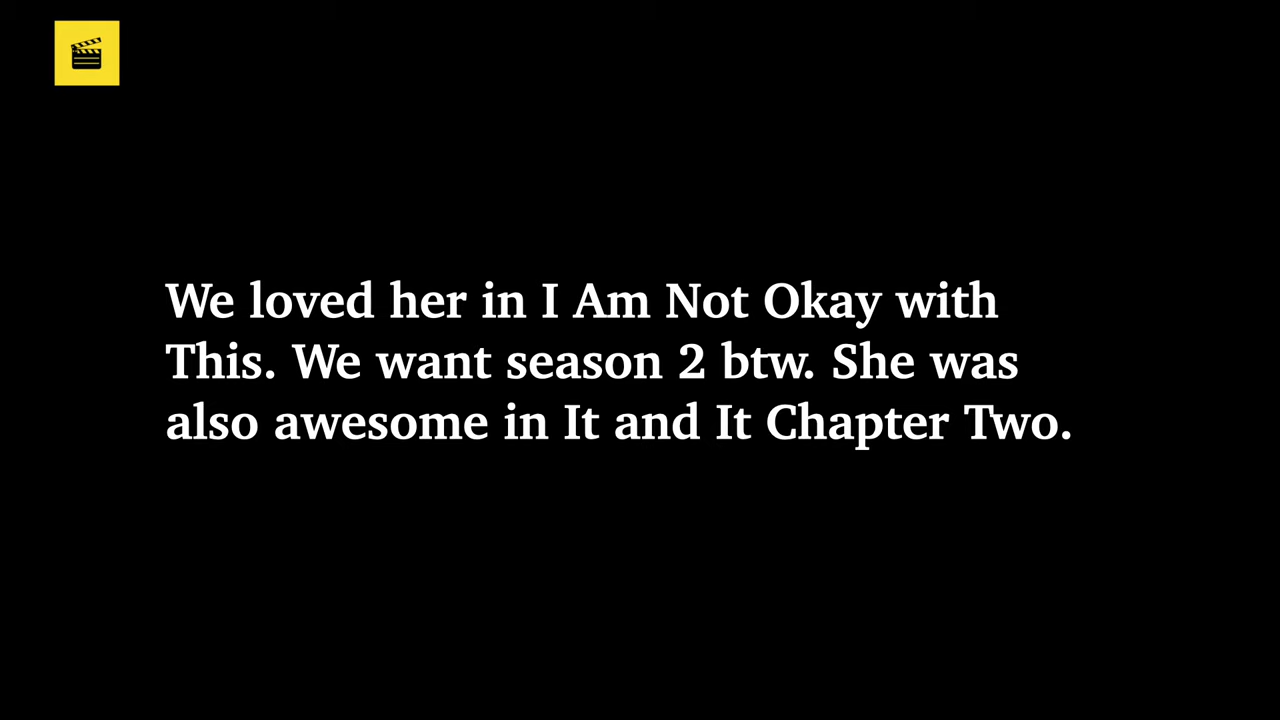 We loved her in I Am Not Okay with
This. We want season 2 btw. She was
also awesome in It and It Chapter Two.